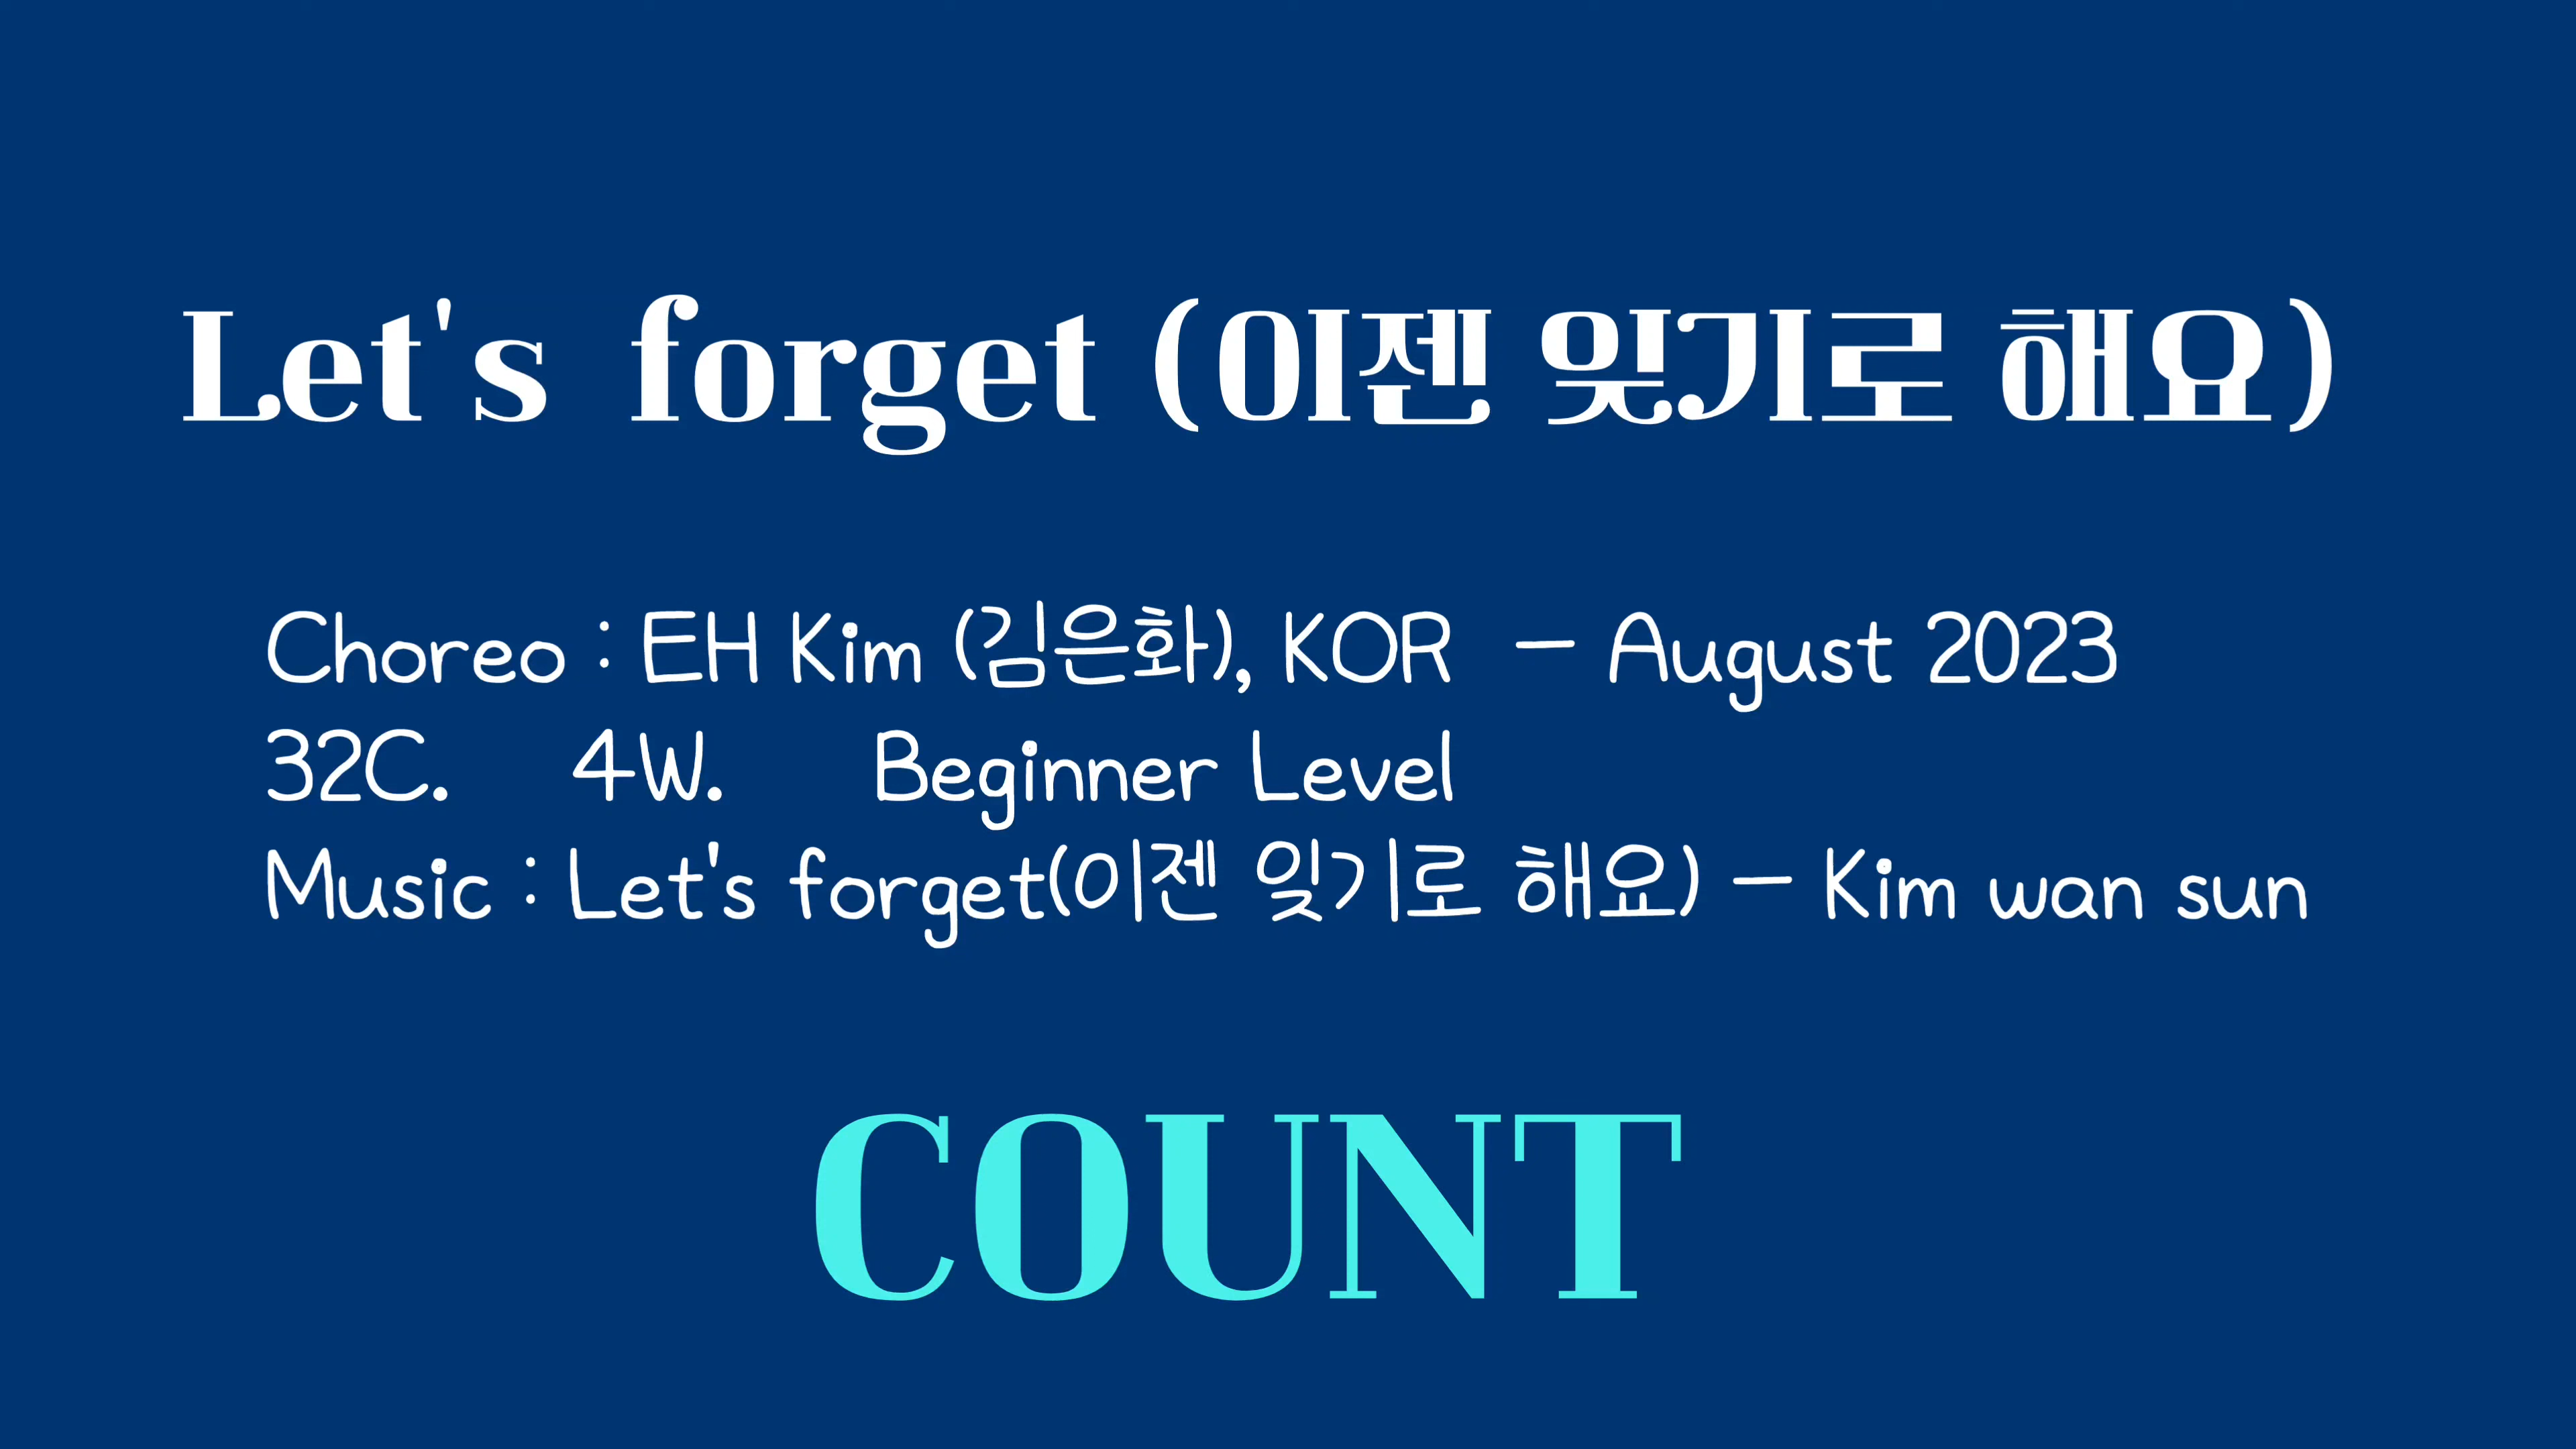 Let's forget (이젠 잊기로 해요)
Choreo : EH Kim (김은화), KOR - August 2023
32C. 4W. Beginner Level
Music : Let's forget(이젠 잊기로 해요) - Kim wan sun
COUNT